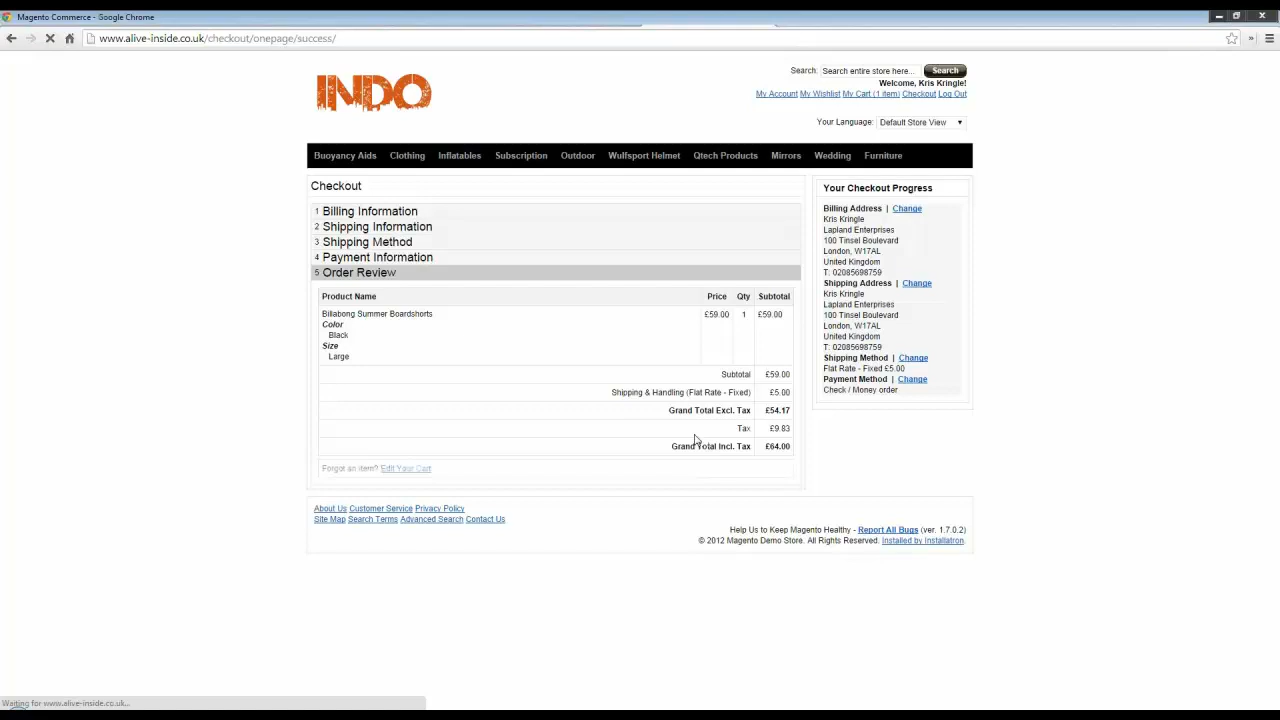 Magento Commerce - Google Chrome
www.alive-inside.co.uk/checkout/onepage/success/
INDO
Search: Search entire store here... Search
Welcome, Kris Kringle!
My Account My Wishlist My Cart (1 item) Checkout Log Out
Your Language: Default Store View
Buoyancy Aids Clothing Inflatables Subscription Outdoor Wulfsport Helmet Qtech Products Mirrors Wedding Furniture
Checkout
1 Billing Information
2 Shipping Information
3 Shipping Method
4 Payment Information
5 Order Review
Product Name Price Qty Subtotal
Billabong Summer Boardshorts £59.00 1 £59.00
Color
Black
Size
Large
Subtotal £59.00
Shipping & Handling (Flat Rate - Fixed) £5.00
Grand Total Excl. Tax £54.17
Tax £9.83
Grand Total Incl. Tax £64.00
Forgot an item? Edit Your Cart
Your Checkout Progress
Billing Address | Change
Kris Kringle
Lapland Enterprises
100 Tinsel Boulevard
London, W17AL
United Kingdom
T: 02085698759
Shipping Address | Change
Kris Kringle
Lapland Enterprises
100 Tinsel Boulevard
London, W17AL
United Kingdom
T: 02085698759
Shipping Method | Change
Flat Rate - Fixed £5.00
Payment Method | Change
Check / Money order
About Us Customer Service Privacy Policy
Site Map Search Terms Advanced Search Contact Us
Help Us to Keep Magento Healthy - Report All Bugs (ver. 1.7.0.2)
© 2012 Magento Demo Store. All Rights Reserved. Installed by Installatron.
Waiting for www.alive-inside.co.uk...